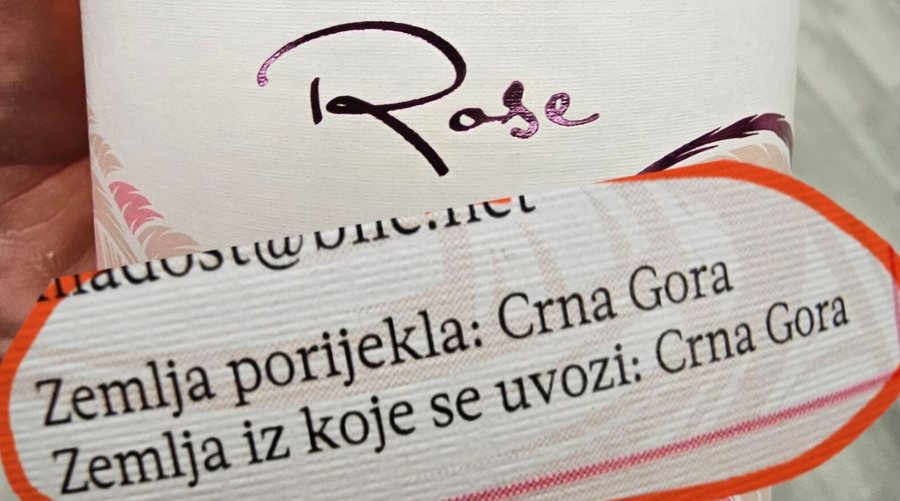 Rose
Zemlja porijekla: Crna Gora
Zemlja iz koje se uvozi: Crna Gora